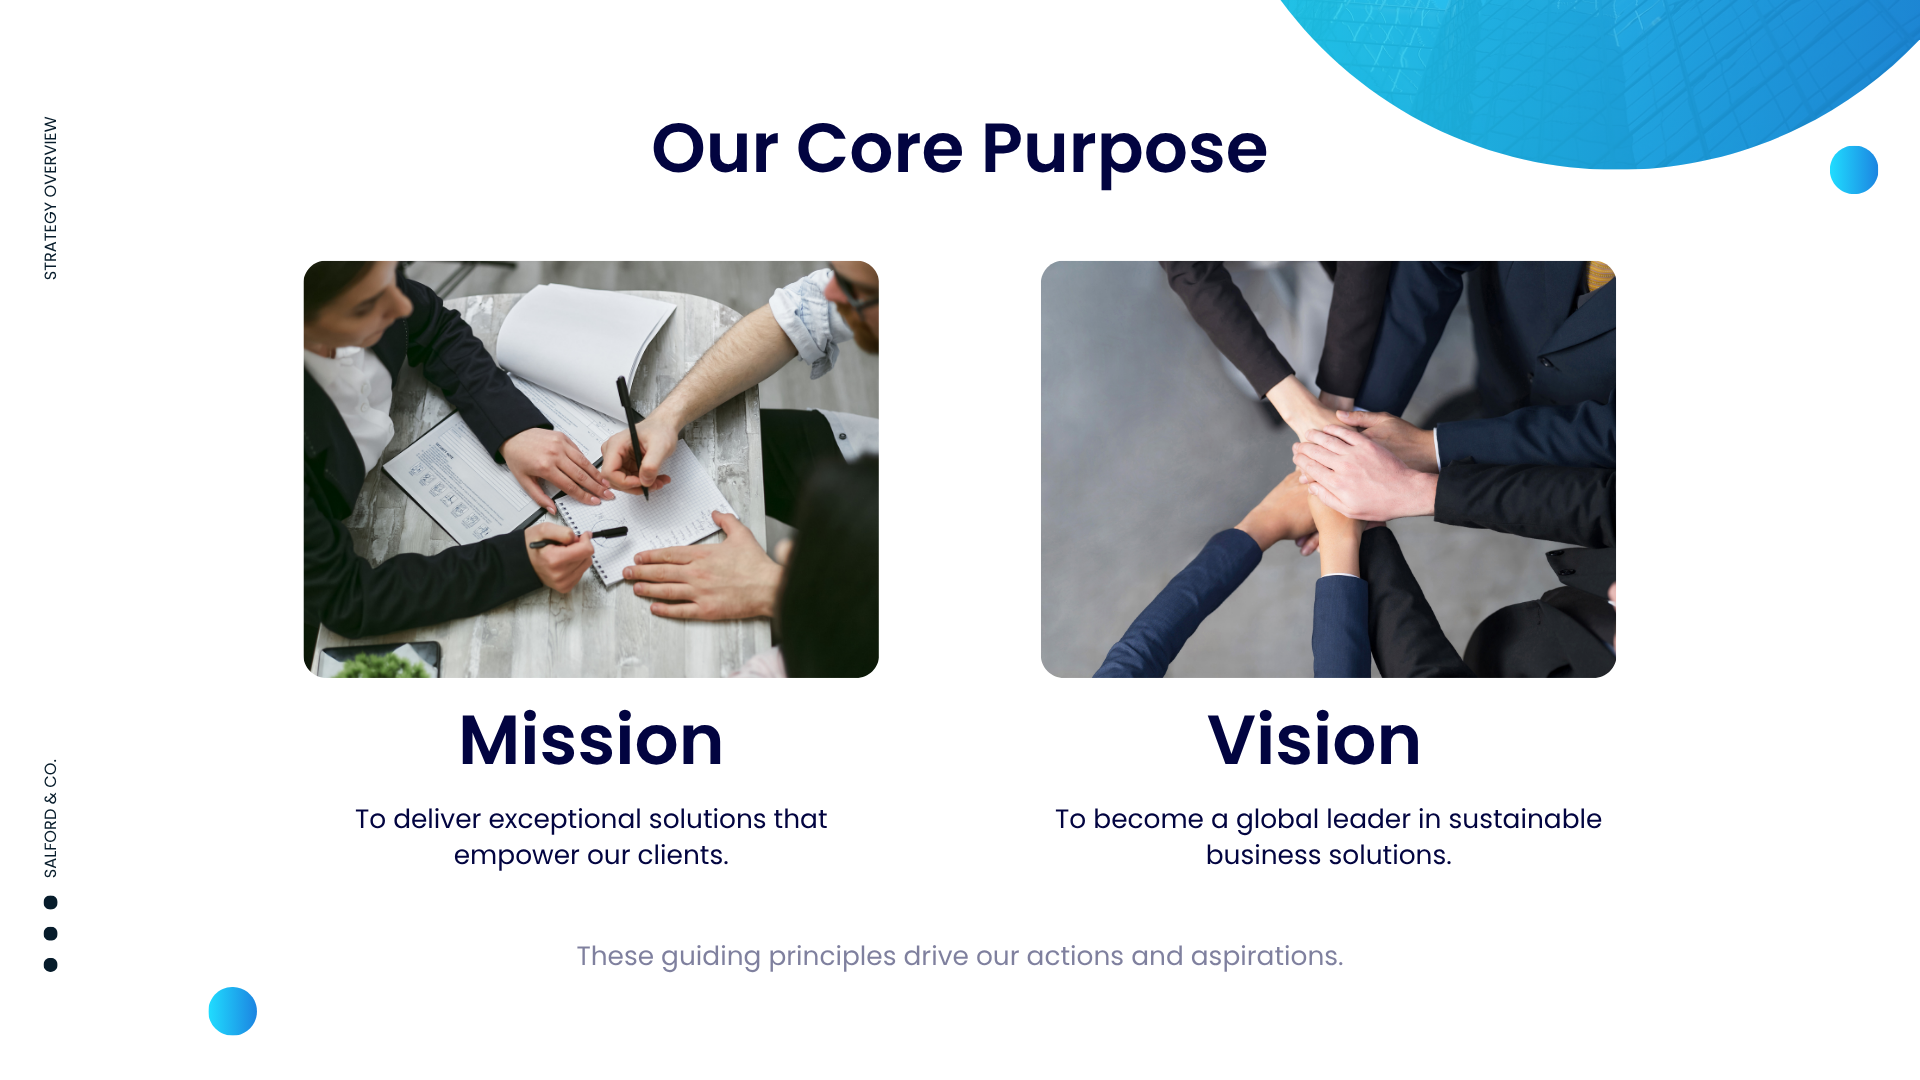 STRATEGY OVERVIEW
Our Core Purpose
Mission
To deliver exceptional solutions that
empower our clients.
Vision
To become a global leader in sustainable
business solutions.
These guiding principles drive our actions and aspirations.
SALFORD & CO.